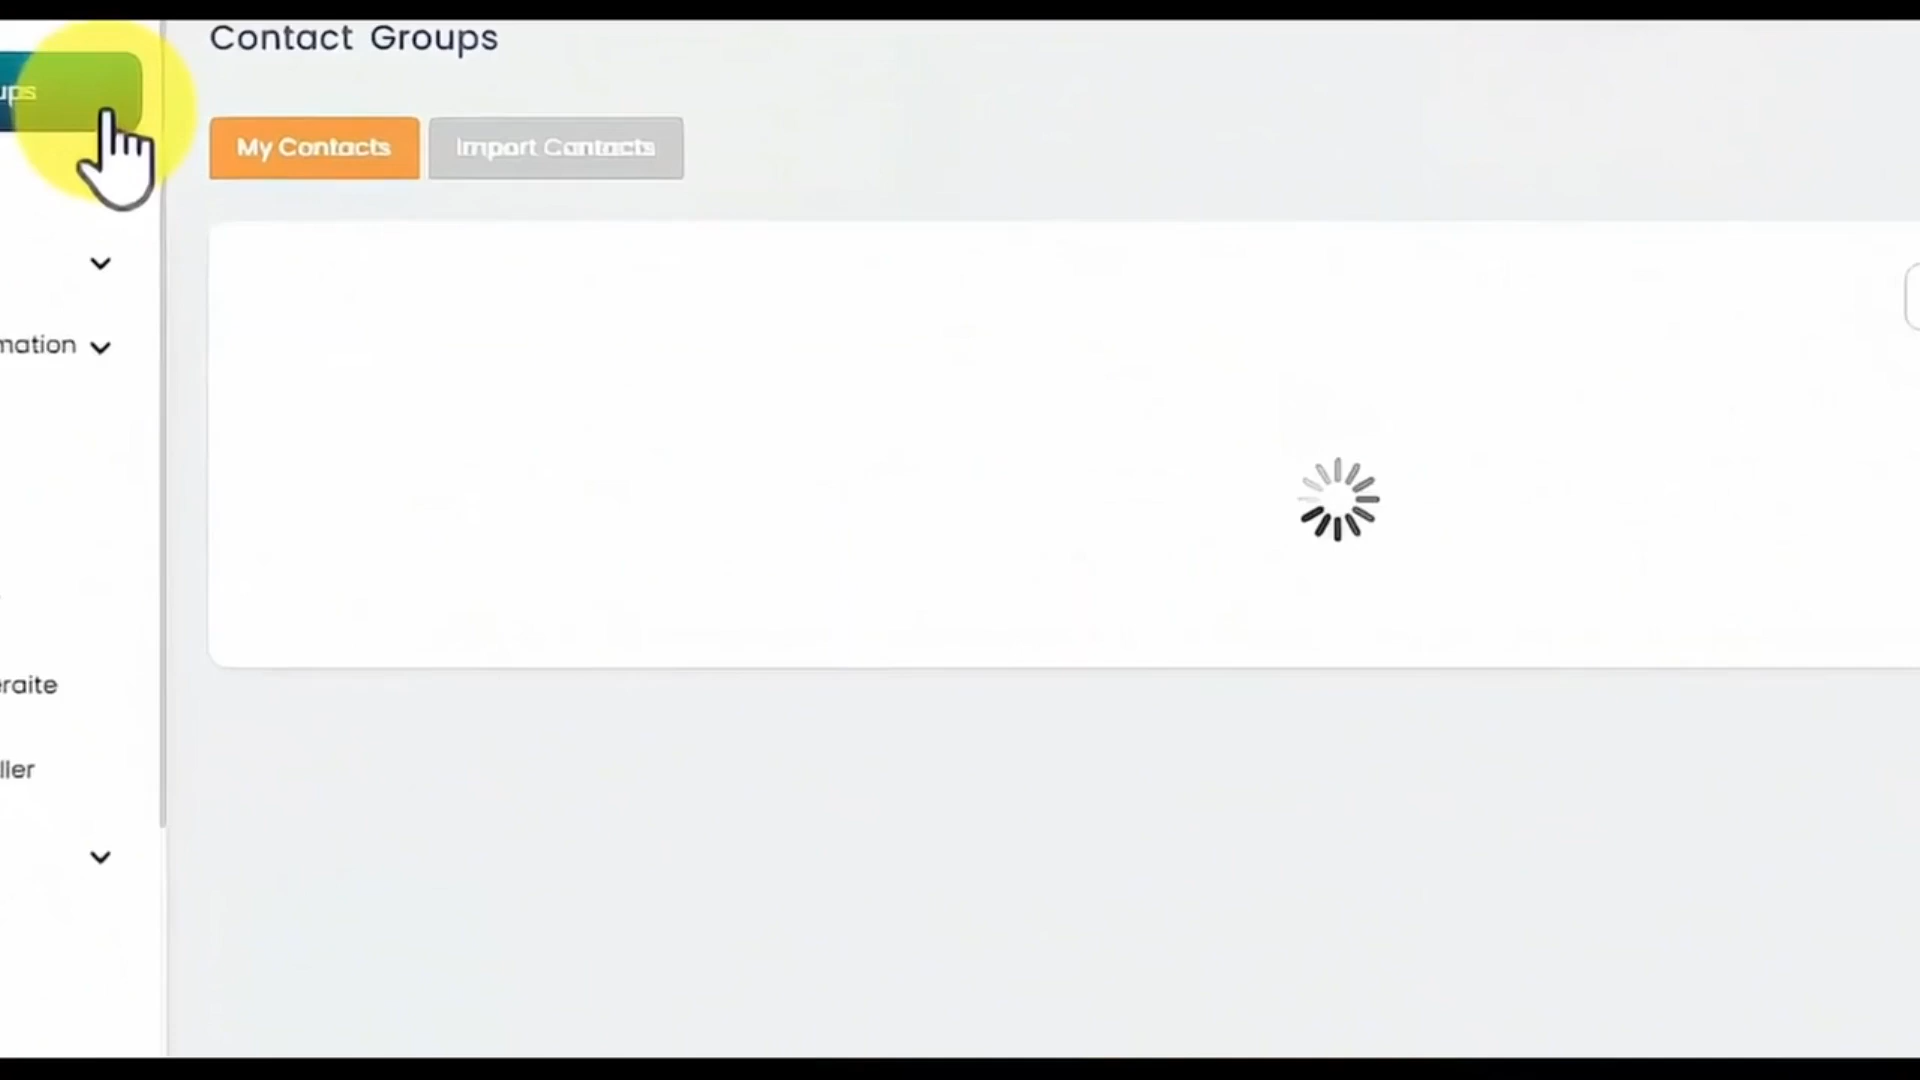 Contact Groups
ups
My Contacts
Import Contacts
mation
eraite
ller